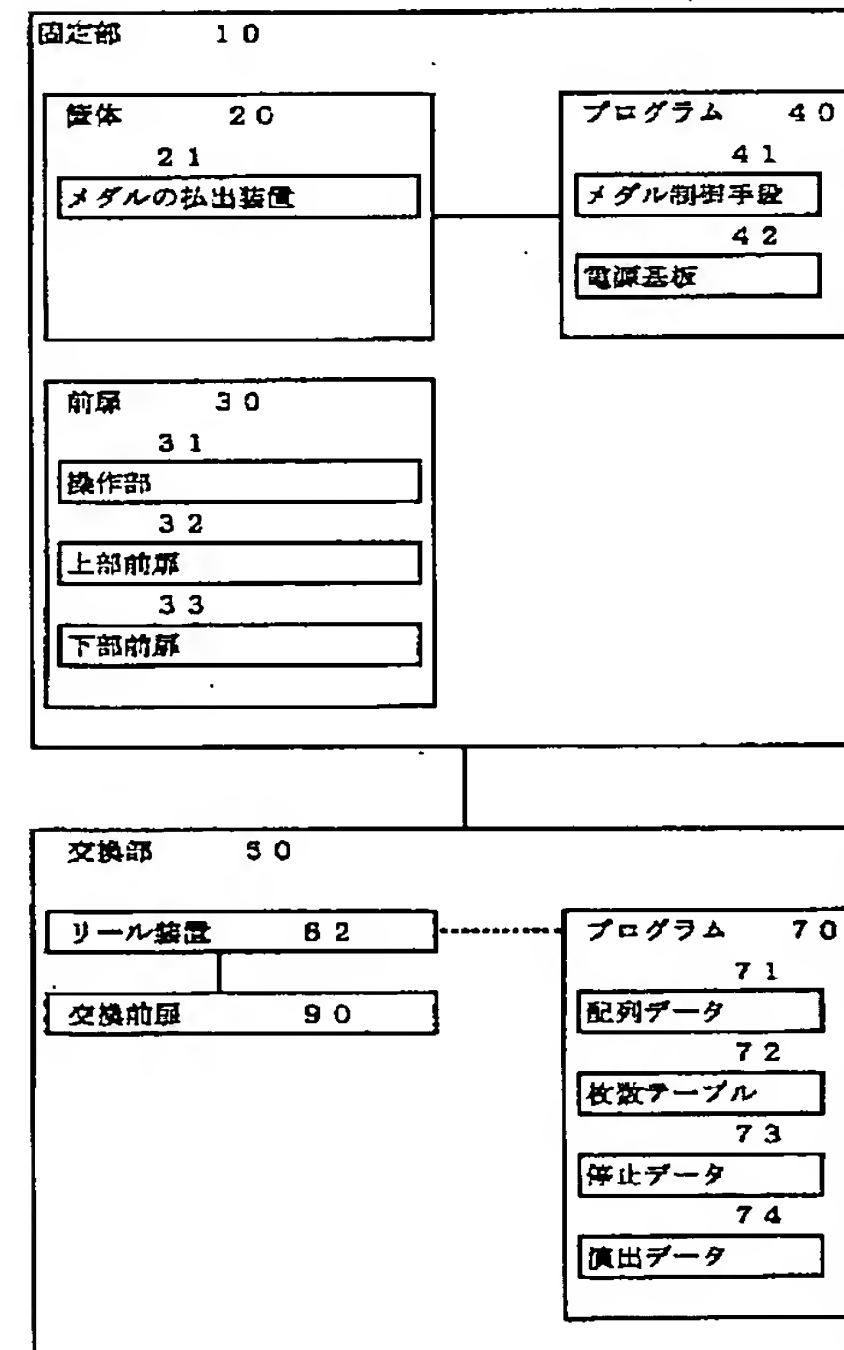 固定部 10
筐体 20
21
メダルの払出装置
プログラム 40
41
メダル制御手段
42
電源基板
前扉 30
31
操作部
32
上部前扉
33
下部前扉
交換部 50
リール装置 82
交換前扉 90
プログラム 70
71
配列データ
72
枚数テーブル
73
停止データ
74
演出データ